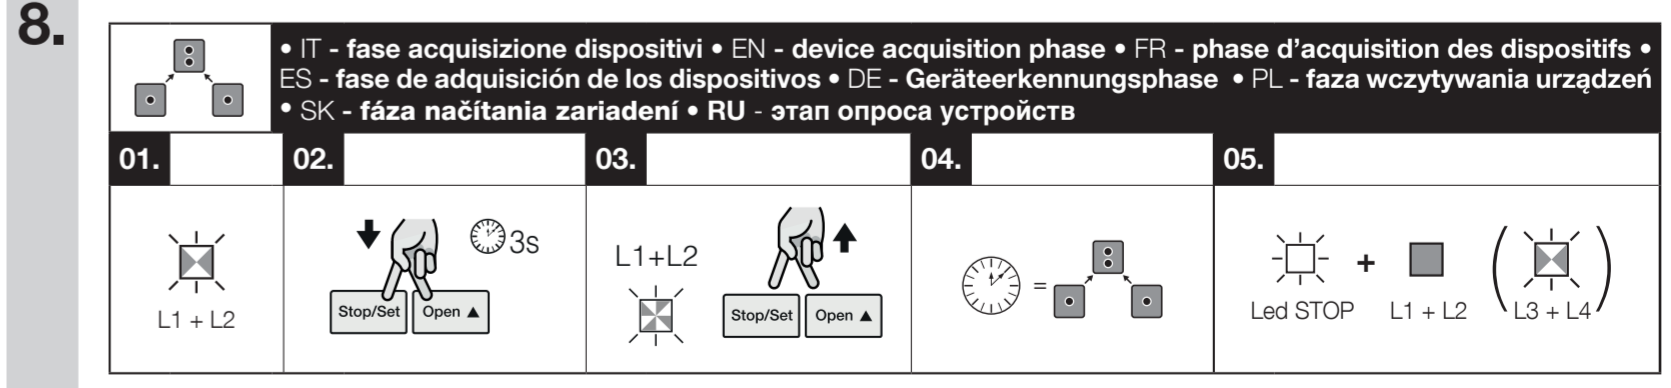 8.
• IT - fase acquisizione dispositivi • EN - device acquisition phase • FR - phase d'acquisition des dispositifs •
ES - fase de adquisición de los dispositivos • DE - Geräteerkennungsphase • PL - faza wczytywania urządzeń
• SK - fáza načítania zariadení • RU - этап опроса устройств
01.
L1 + L2
02.
3s
Stop/Set Open ▲
03.
L1+L2
Stop/Set Open ▲
04.
=
05.
+
Led STOP L1 + L2 (L3 + L4)